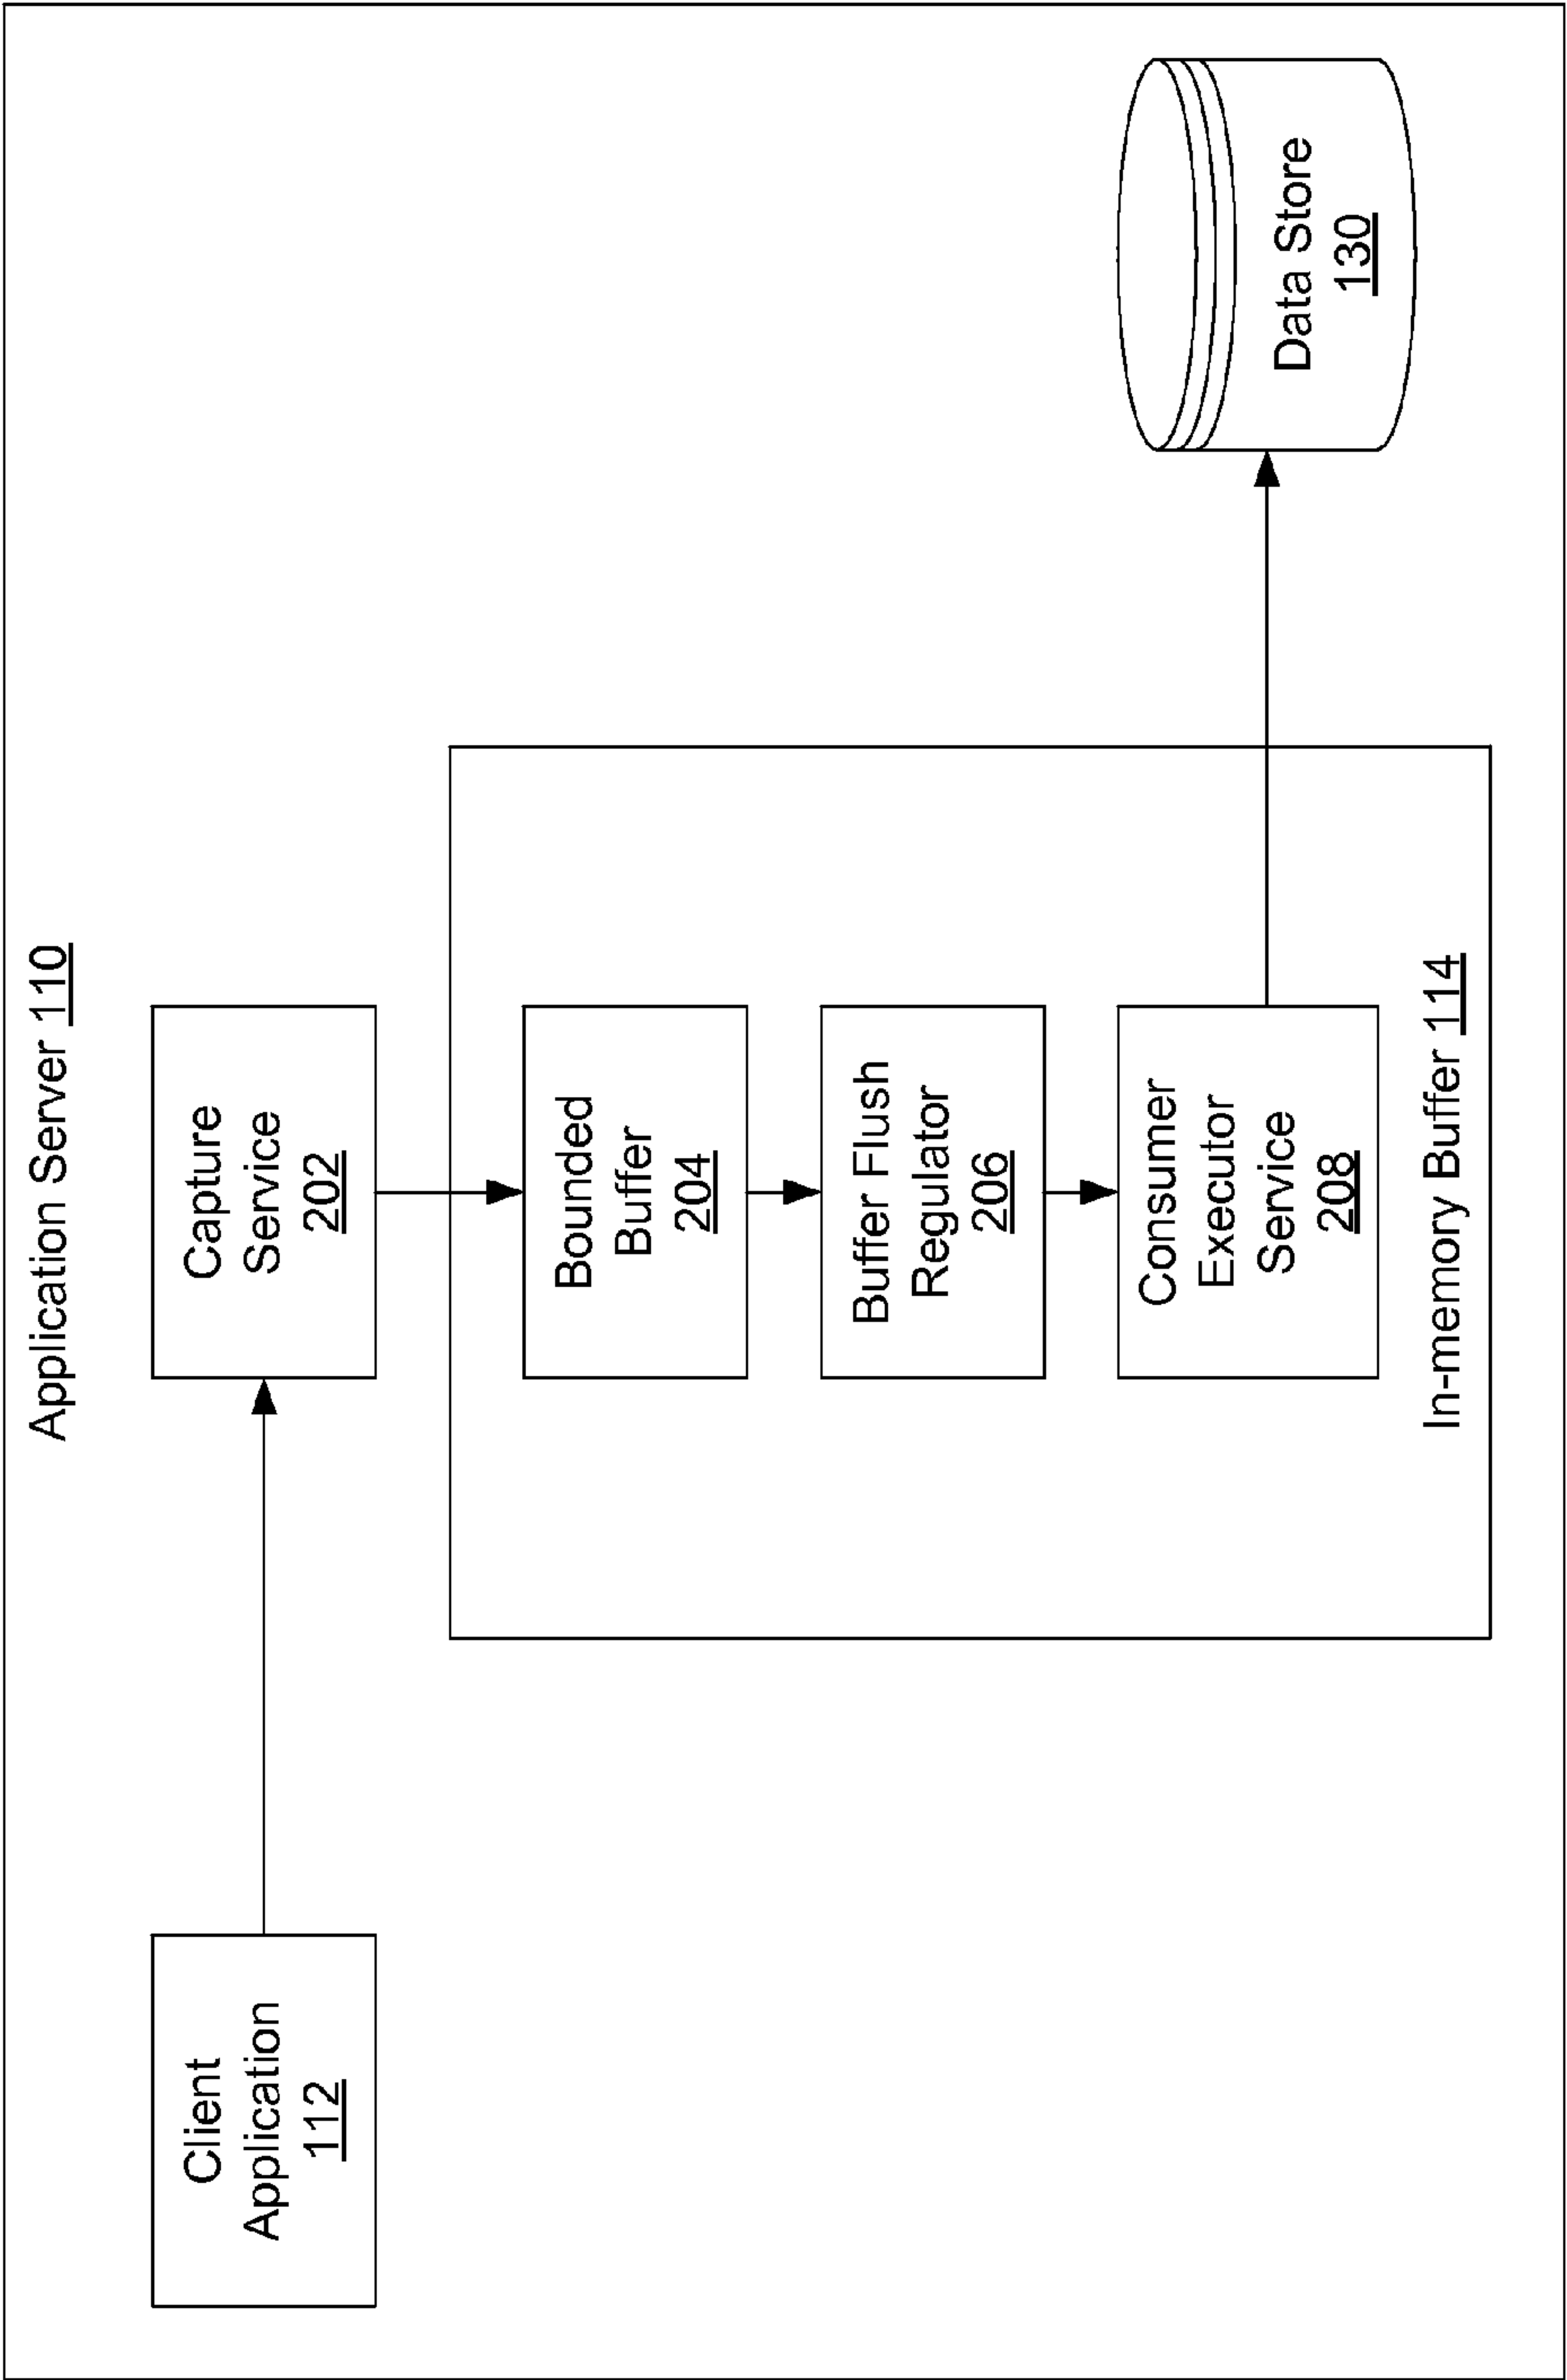 Application Server 110
Client
Application
112
Capture
Service
202
Bounded
Buffer
204
Buffer Flush
Regulator
206
Consumer
Executor
Service
208
In-memory Buffer 114
Data Store
130